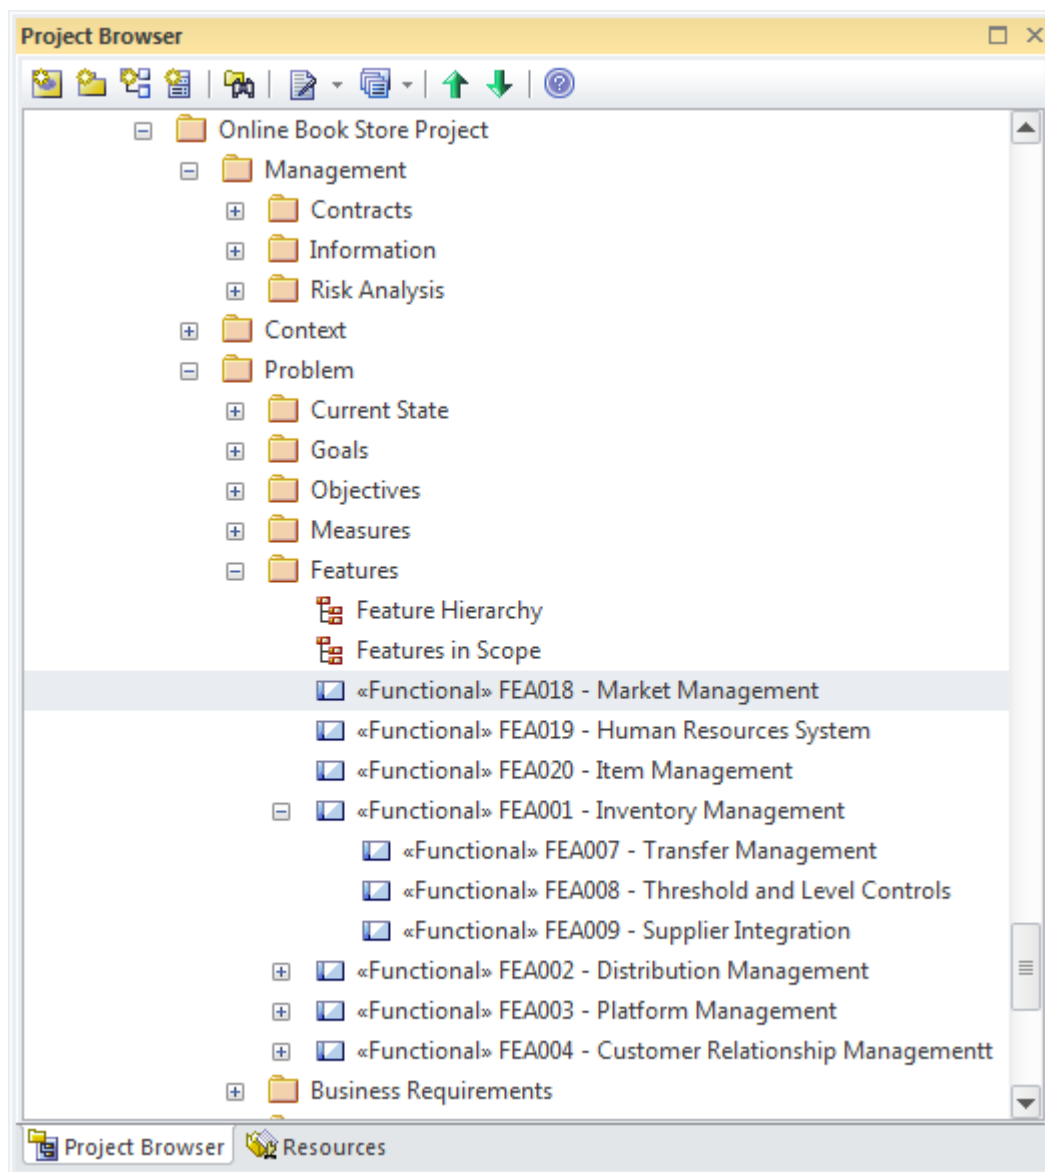 Project Browser
Online Book Store Project
Management
Contracts
Information
Risk Analysis
Context
Problem
Current State
Goals
Objectives
Measures
Features
Feature Hierarchy
Features in Scope
«Functional» FEA018 - Market Management
«Functional» FEA019 - Human Resources System
«Functional» FEA020 - Item Management
«Functional» FEA001 - Inventory Management
«Functional» FEA007 - Transfer Management
«Functional» FEA008 - Threshold and Level Controls
«Functional» FEA009 - Supplier Integration
«Functional» FEA002 - Distribution Management
«Functional» FEA003 - Platform Management
«Functional» FEA004 - Customer Relationship Managementt
Business Requirements
Project Browser Resources